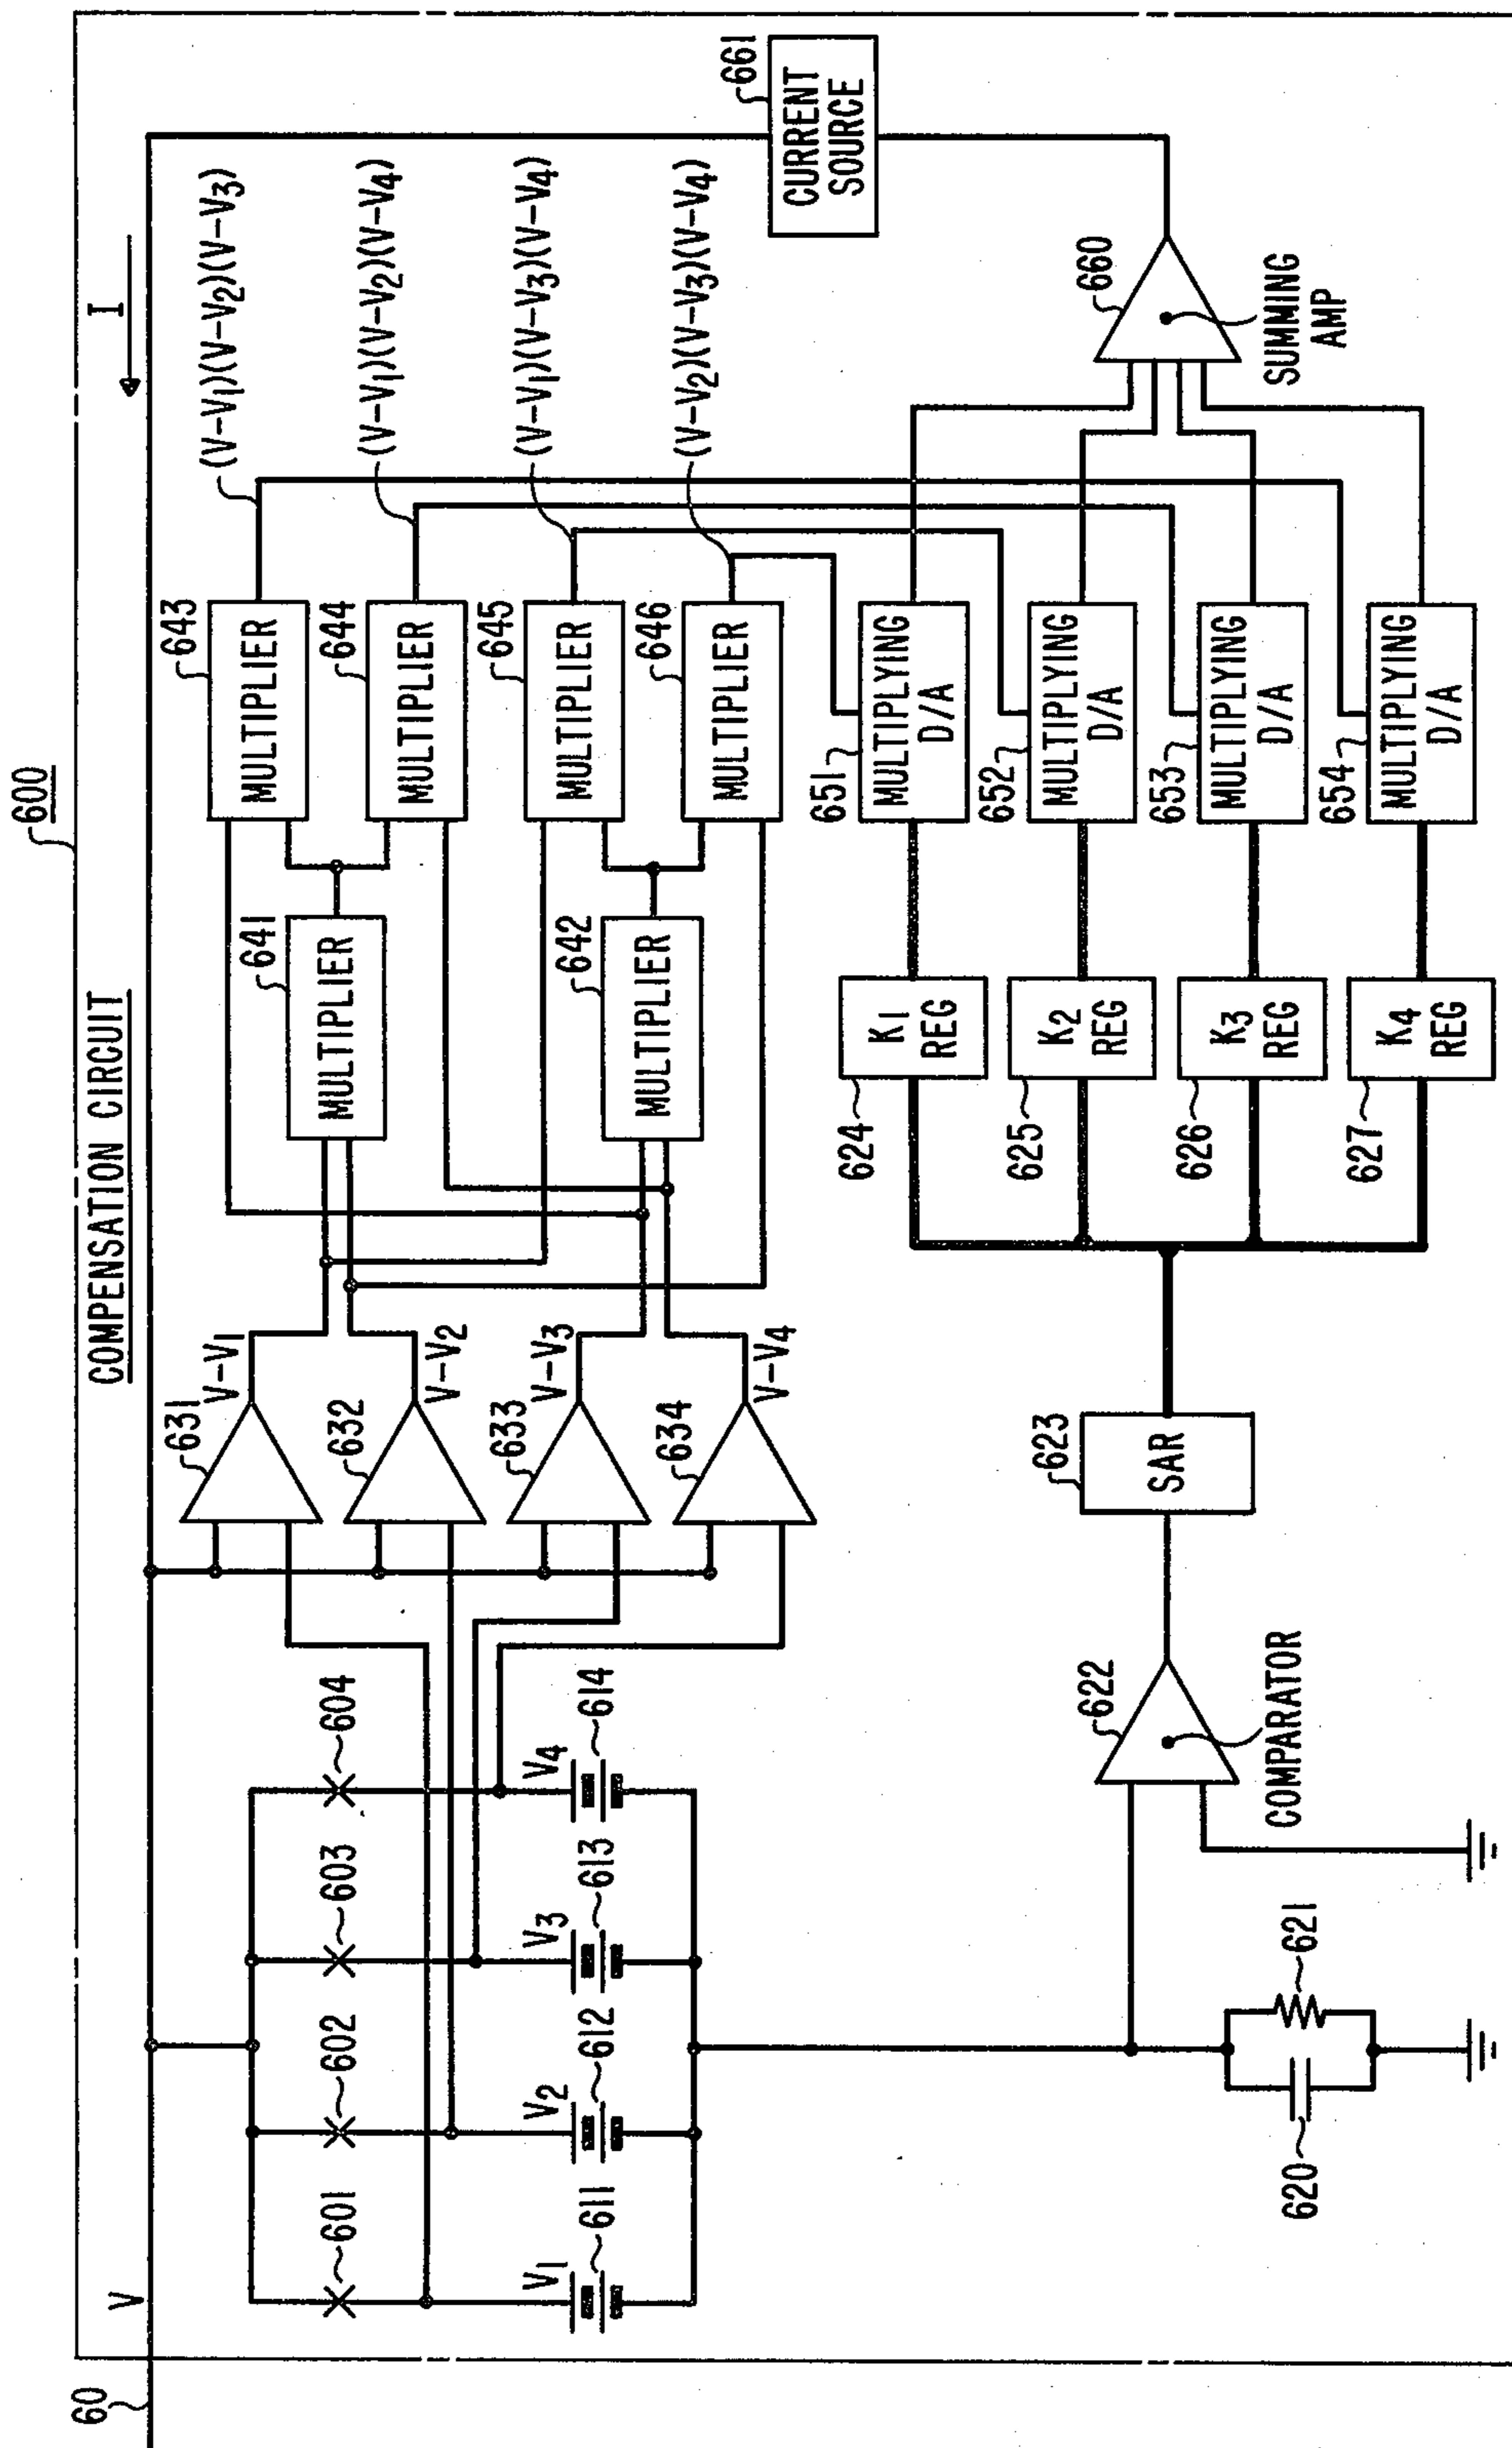 600
COMPENSATION CIRCUIT
60
V
I
601
602
603
604
V1
611
V2
612
V3
613
V4
614
631
V-V1
632
V-V2
633
V-V3
634
V-V4
641
MULTIPLIER
642
MULTIPLIER
643
MULTIPLIER
644
MULTIPLIER
645
MULTIPLIER
646
MULTIPLIER
(V-V1)(V-V2)(V-V3)
(V-V1)(V-V2)(V-V4)
(V-V1)(V-V3)(V-V4)
(V-V2)(V-V3)(V-V4)
661
CURRENT
SOURCE
620
621
622
COMPARATOR
623
SAR
624
K1
REG
625
K2
REG
626
K3
REG
627
K4
REG
651
MULTIPLYING
D/A
652
MULTIPLYING
D/A
653
MULTIPLYING
D/A
654
MULTIPLYING
D/A
660
SUMMING
AMP